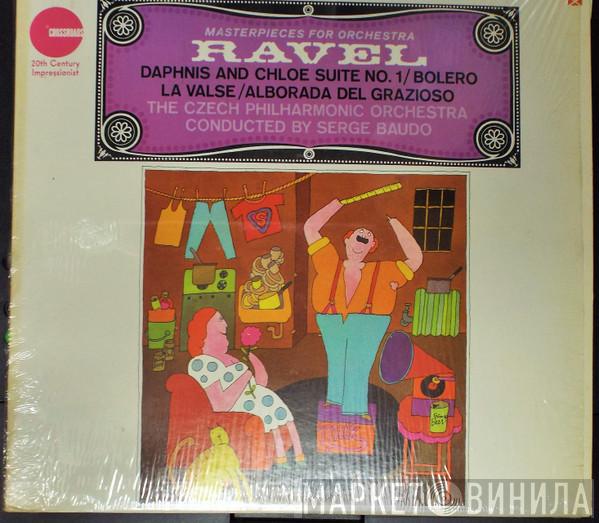 CROSSROADS
20th Century
Impressionist
MASTERPIECES FOR ORCHESTRA
RAVEL
DAPHNIS AND CHLOE SUITE NO. 1/BOLERO
LA VALSE/ALBORADA DEL GRAZIOSO
THE CZECH PHILHARMONIC ORCHESTRA
CONDUCTED BY SERGE BAUDO
S
МАРКЕТ ВИНИЛА